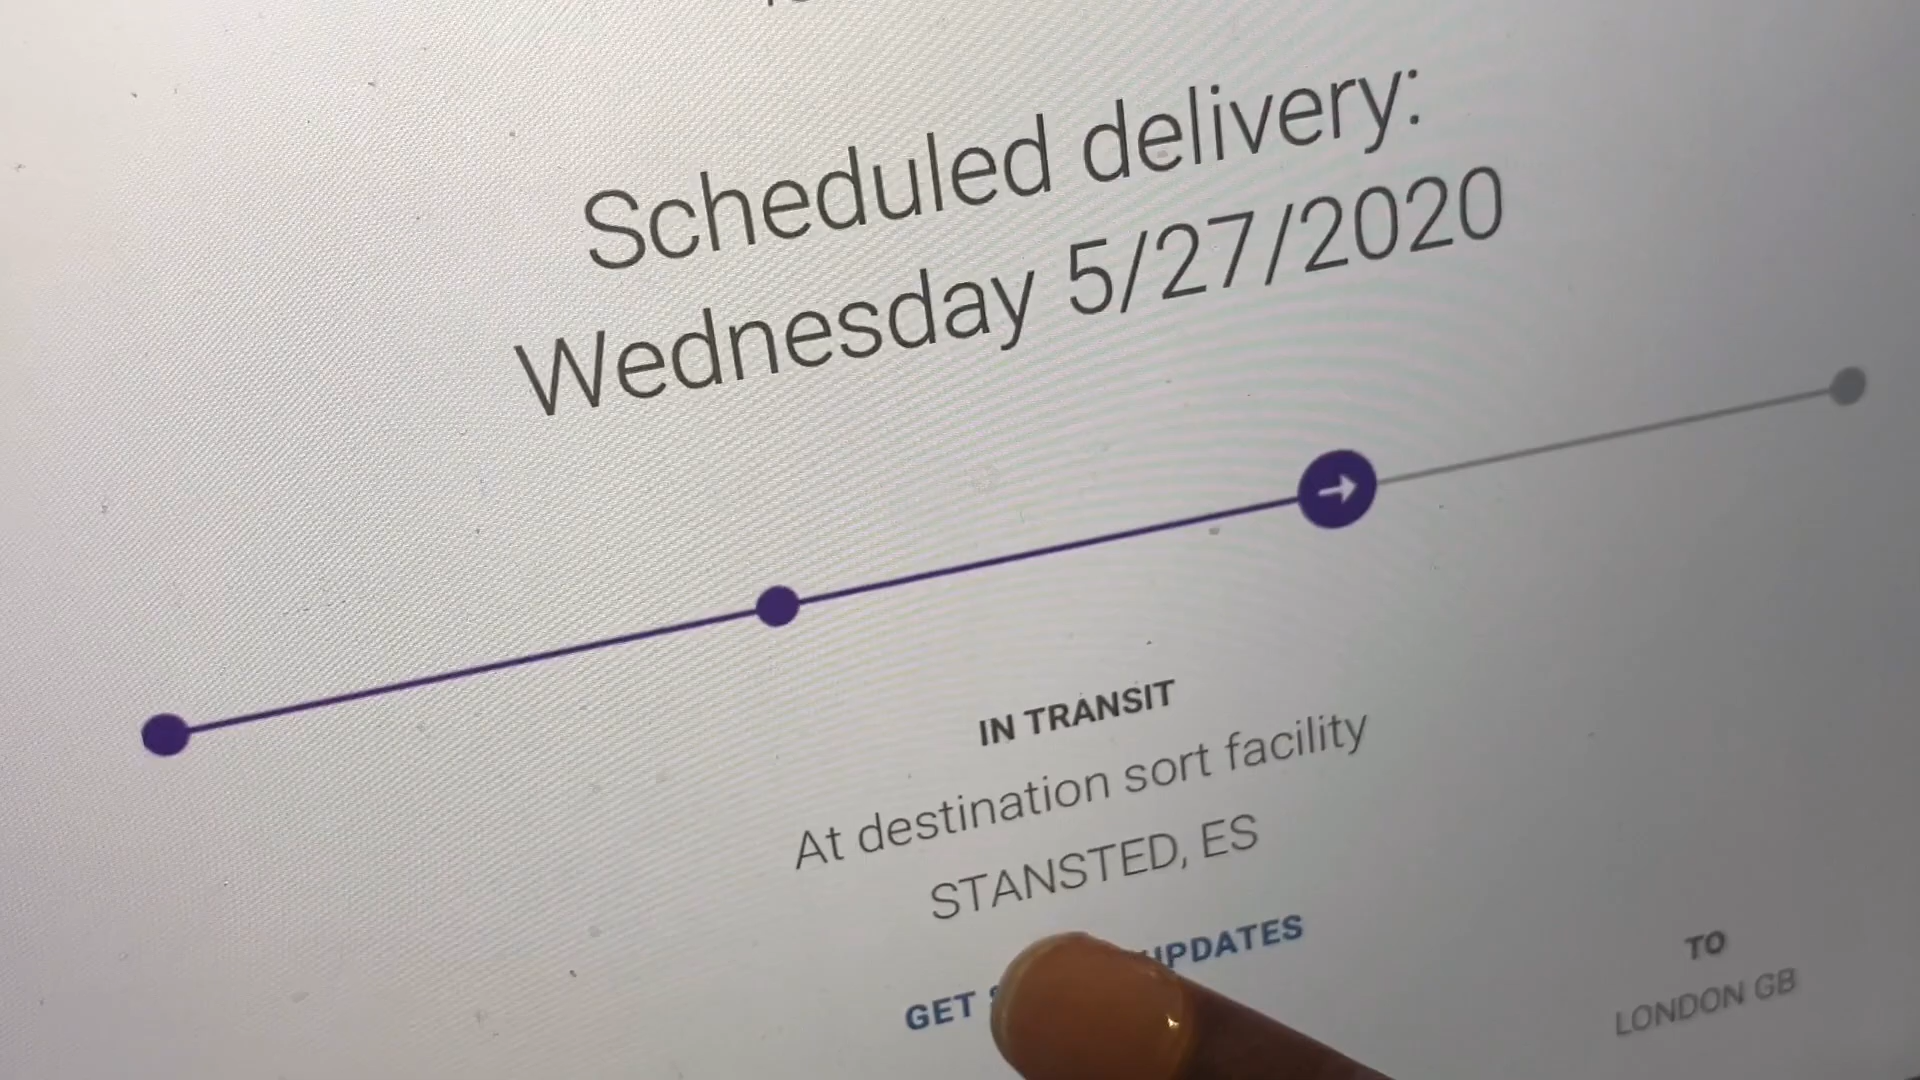 Scheduled delivery:
Wednesday 5/27/2020
IN TRANSIT
At destination sort facility
STANSTED, ES
GET UPDATES
TO
LONDON GB